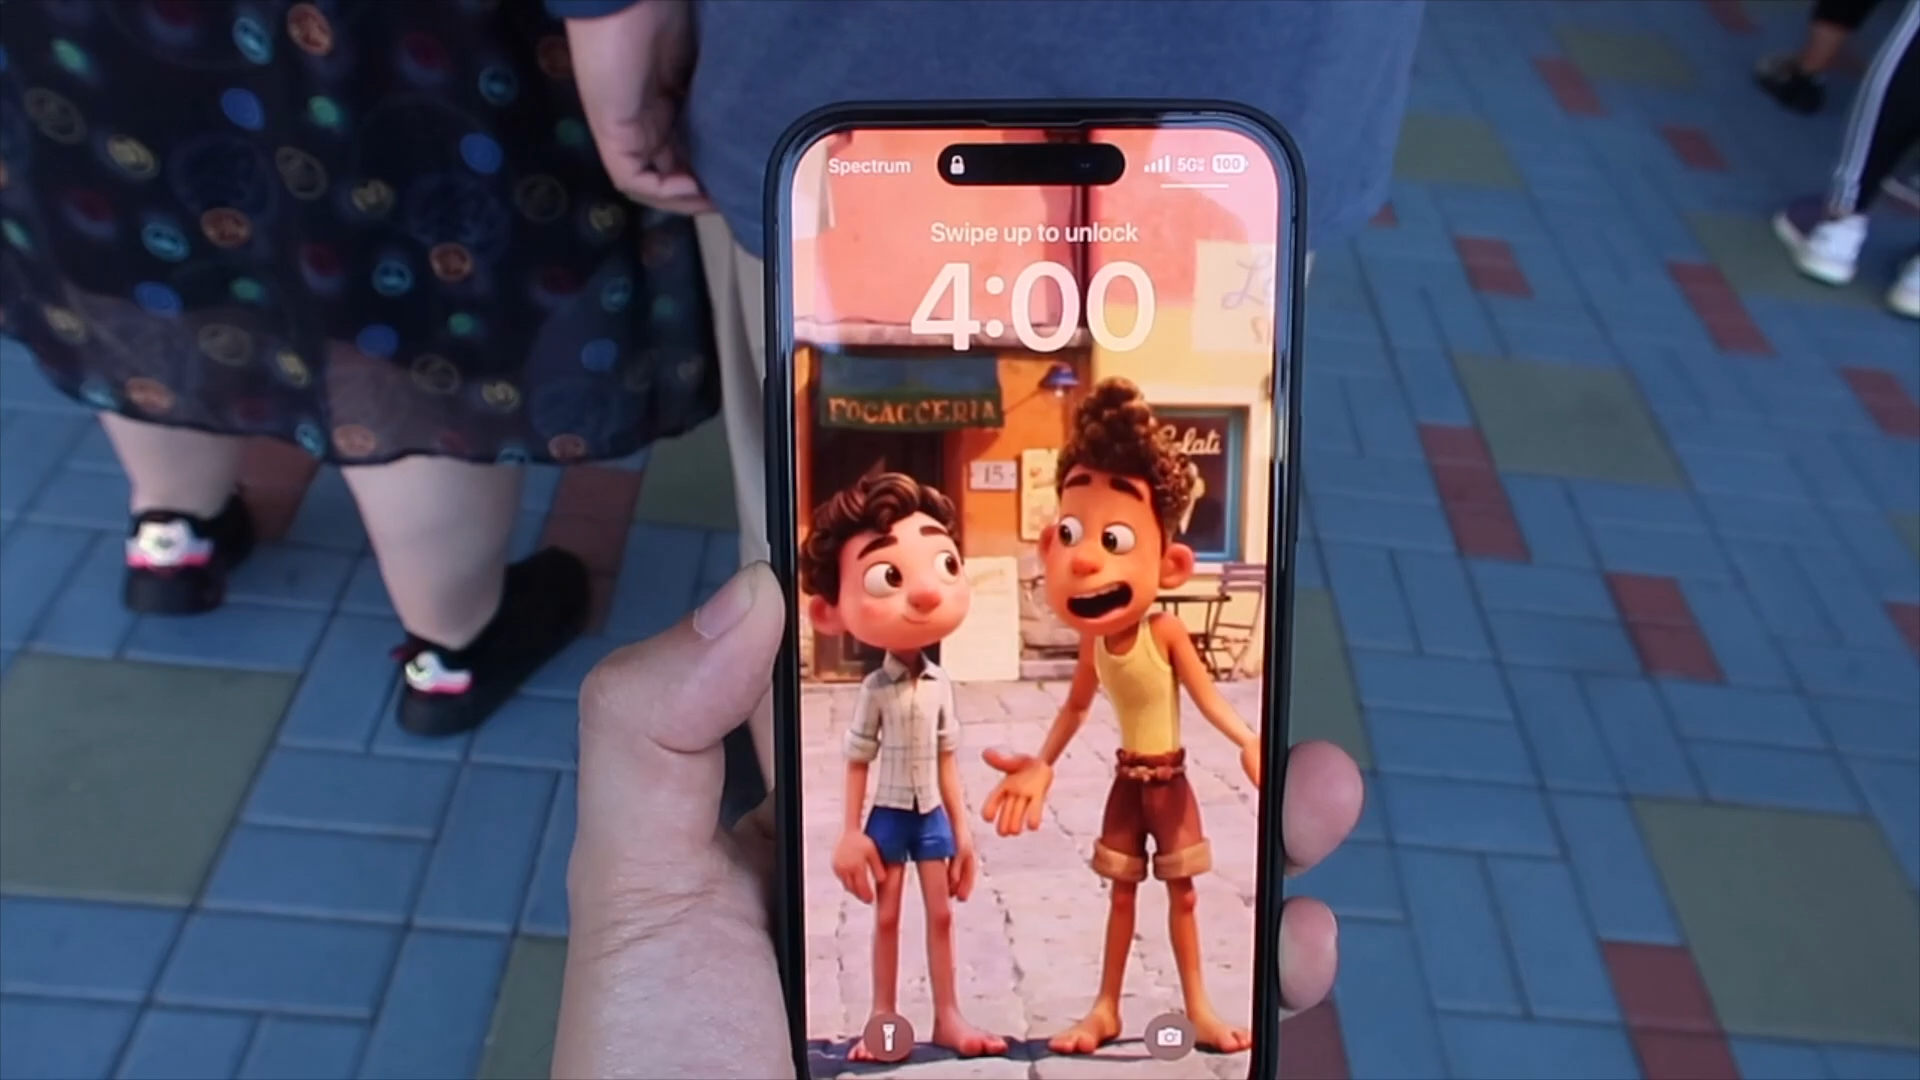 Spectrum
5G
100
Swipe up to unlock
4:00
FOCACCERIA
Gelati
15